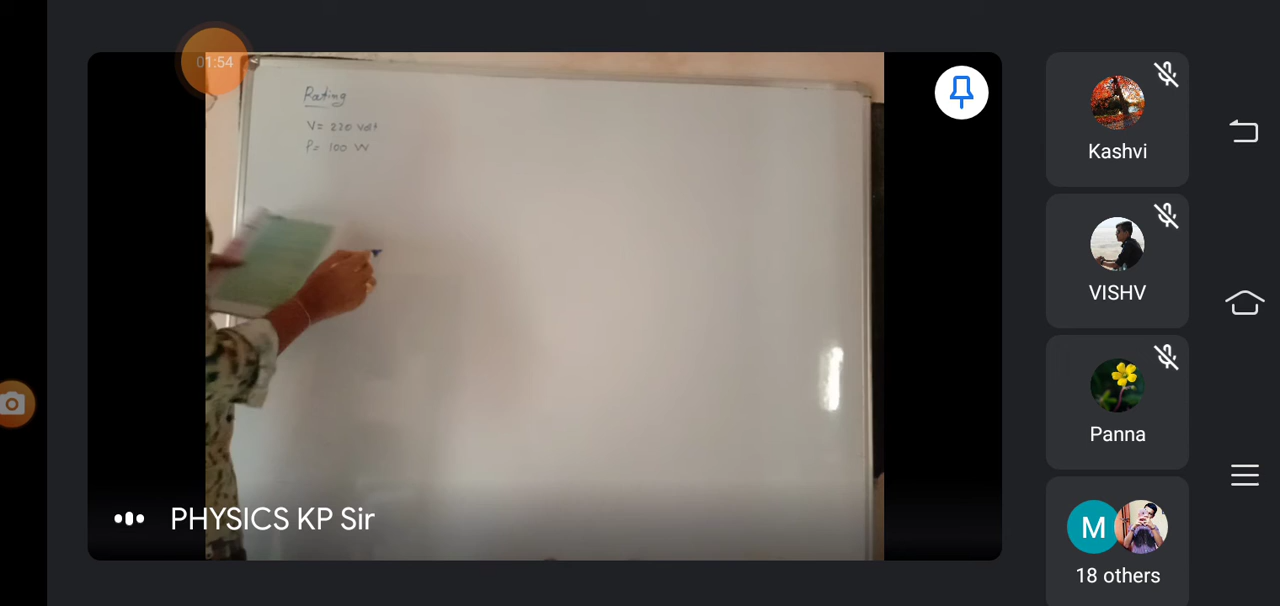 01:54
Rating
V = 220 volt
P = 100 W
Kashvi
VISHV
Panna
M
18 others
PHYSICS KP Sir